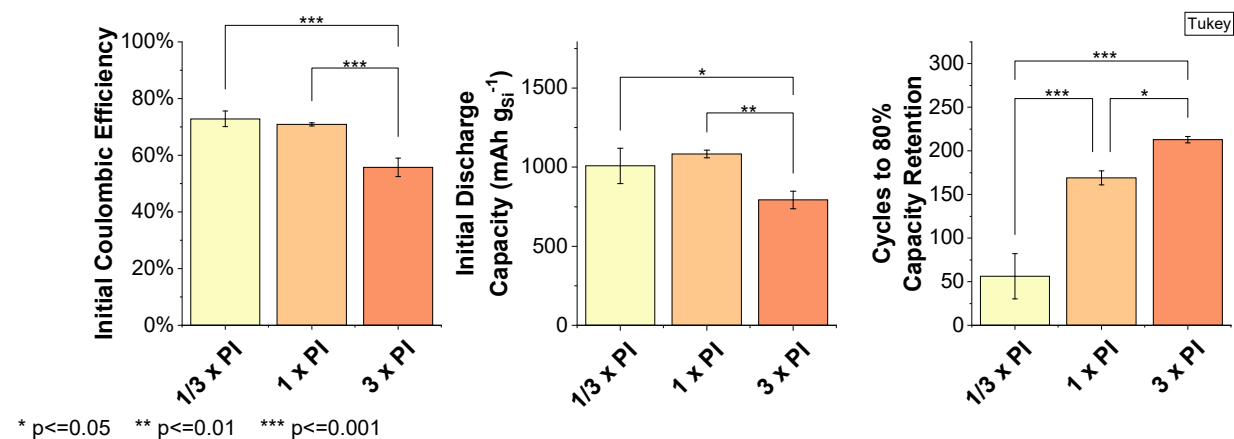 Tukey
Initial Coulombic Efficiency
100%
80%
60%
40%
20%
0%
***
***
1/3 x PI
1 x PI
3 x PI
Initial Discharge
Capacity (mAh gSi-1)
1500
1000
500
0
*
**
1/3 x PI
1 x PI
3 x PI
Cycles to 80%
Capacity Retention
300
250
200
150
100
50
0
***
***
*
1/3 x PI
1 x PI
3 x PI
* p<=0.05 ** p<=0.01 *** p<=0.001